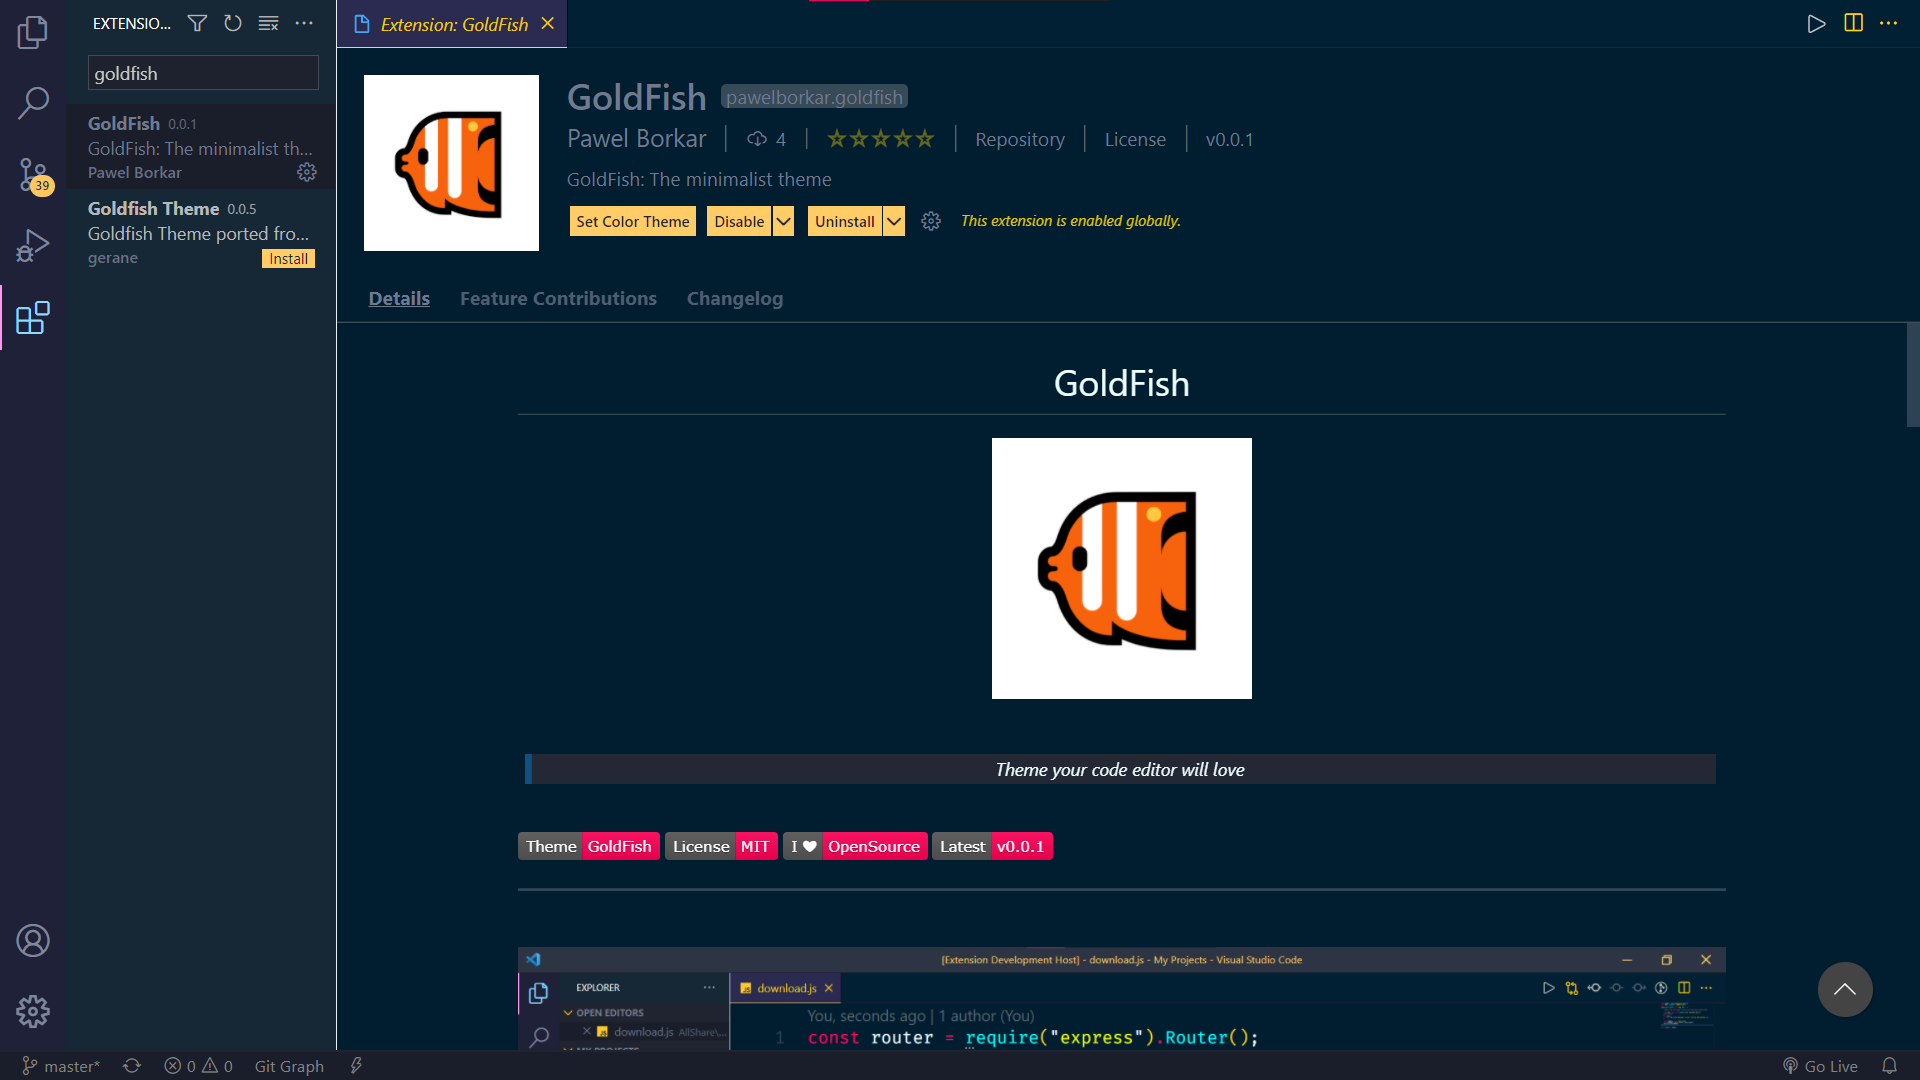 EXTENSIO...
goldfish
GoldFish 0.0.1
GoldFish: The minimalist th...
Pawel Borkar
Goldfish Theme 0.0.5
Goldfish Theme ported fro...
gerane
Install
39
Extension: GoldFish
GoldFish pawelborkar.goldfish
Pawel Borkar 4 Repository License v0.0.1
GoldFish: The minimalist theme
Set Color Theme Disable Uninstall This extension is enabled globally.
Details Feature Contributions Changelog
GoldFish
Theme your code editor will love
Theme GoldFish License MIT I OpenSource Latest v0.0.1
[Extension Development Host] - download.js - My Projects - Visual Studio Code
EXPLORER ... download.js
OPEN EDITORS
download.js AllShare\...
MY PROJECTS
You, seconds ago | 1 author (You)
1 const router = require("express").Router();
master* 0 0 Git Graph Go Live